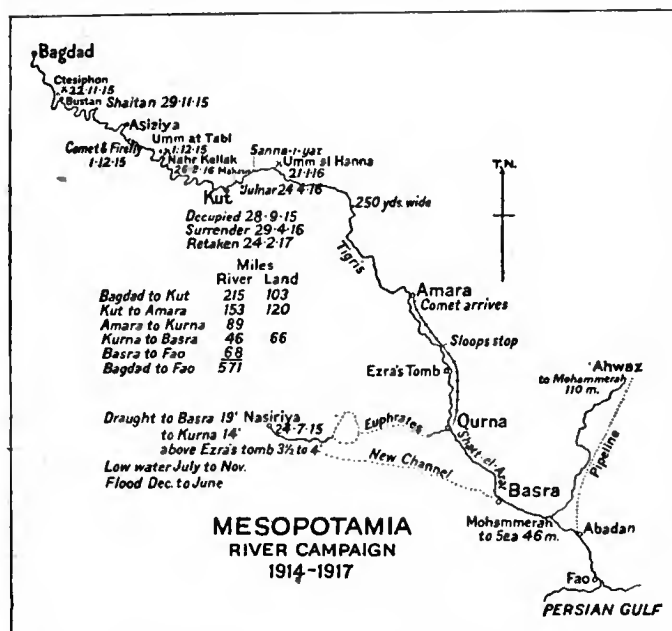 Bagdad
Ctesiphon
22·11·15
Bustan
Shaitan 29·11·15
Asiziya
Umm at Tabl
1·12·15
Comet & Firefly
1·12·15
Nahr Kellak
Sanna-i-yat
Umm el Hanna
21·1·16
Julnar 24·4·16
Kut
Occupied 28·9·15
Surrender 29·4·16
Retaken 24·2·17
250 yds. wide
T.N.
Tigris
Miles
River Land
Bagdad to Kut 215 103
Kut to Amara 153 120
Amara to Kurna 89
Kurna to Basra 46 66
Basra to Fao 68
Bagdad to Fao 571
Amara
Comet arrives
Sloops stop
Ezra's Tomb
Ahwaz
to Mohammerah
110 m.
Draught to Basra 19'
to Kurna 14'
above Ezra's tomb 3½ to 4'
Low water July to Nov.
Flood Dec. to June
Nasiriya
24·7·15
Euphrates
Qurna
New Channel
Shatt-el-Arab
Pipeline
Basra
Mohammerah
to Sea 46 m.
Abadan
Fao
PERSIAN GULF
MESOPOTAMIA
RIVER CAMPAIGN
1914-1917